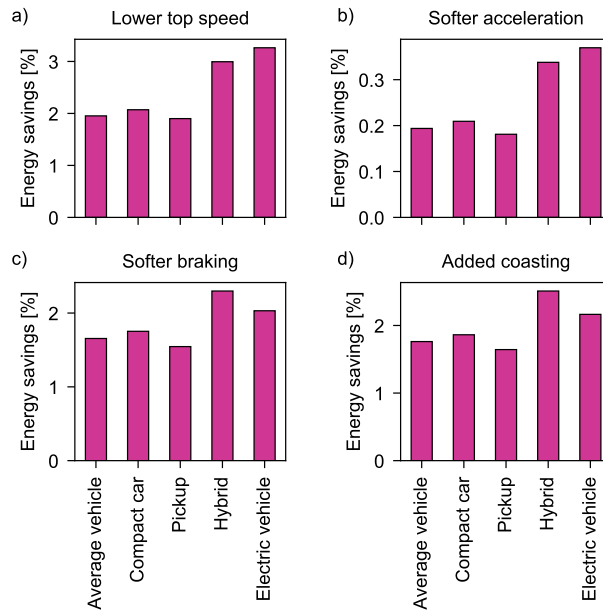 a)
Lower top speed
Energy savings [%]
3
2
1
0
b)
Softer acceleration
Energy savings [%]
0.3
0.2
0.1
0.0
c)
Softer braking
Energy savings [%]
2
1
0
Average vehicle
Compact car
Pickup
Hybrid
Electric vehicle
d)
Added coasting
Energy savings [%]
2
1
0
Average vehicle
Compact car
Pickup
Hybrid
Electric vehicle